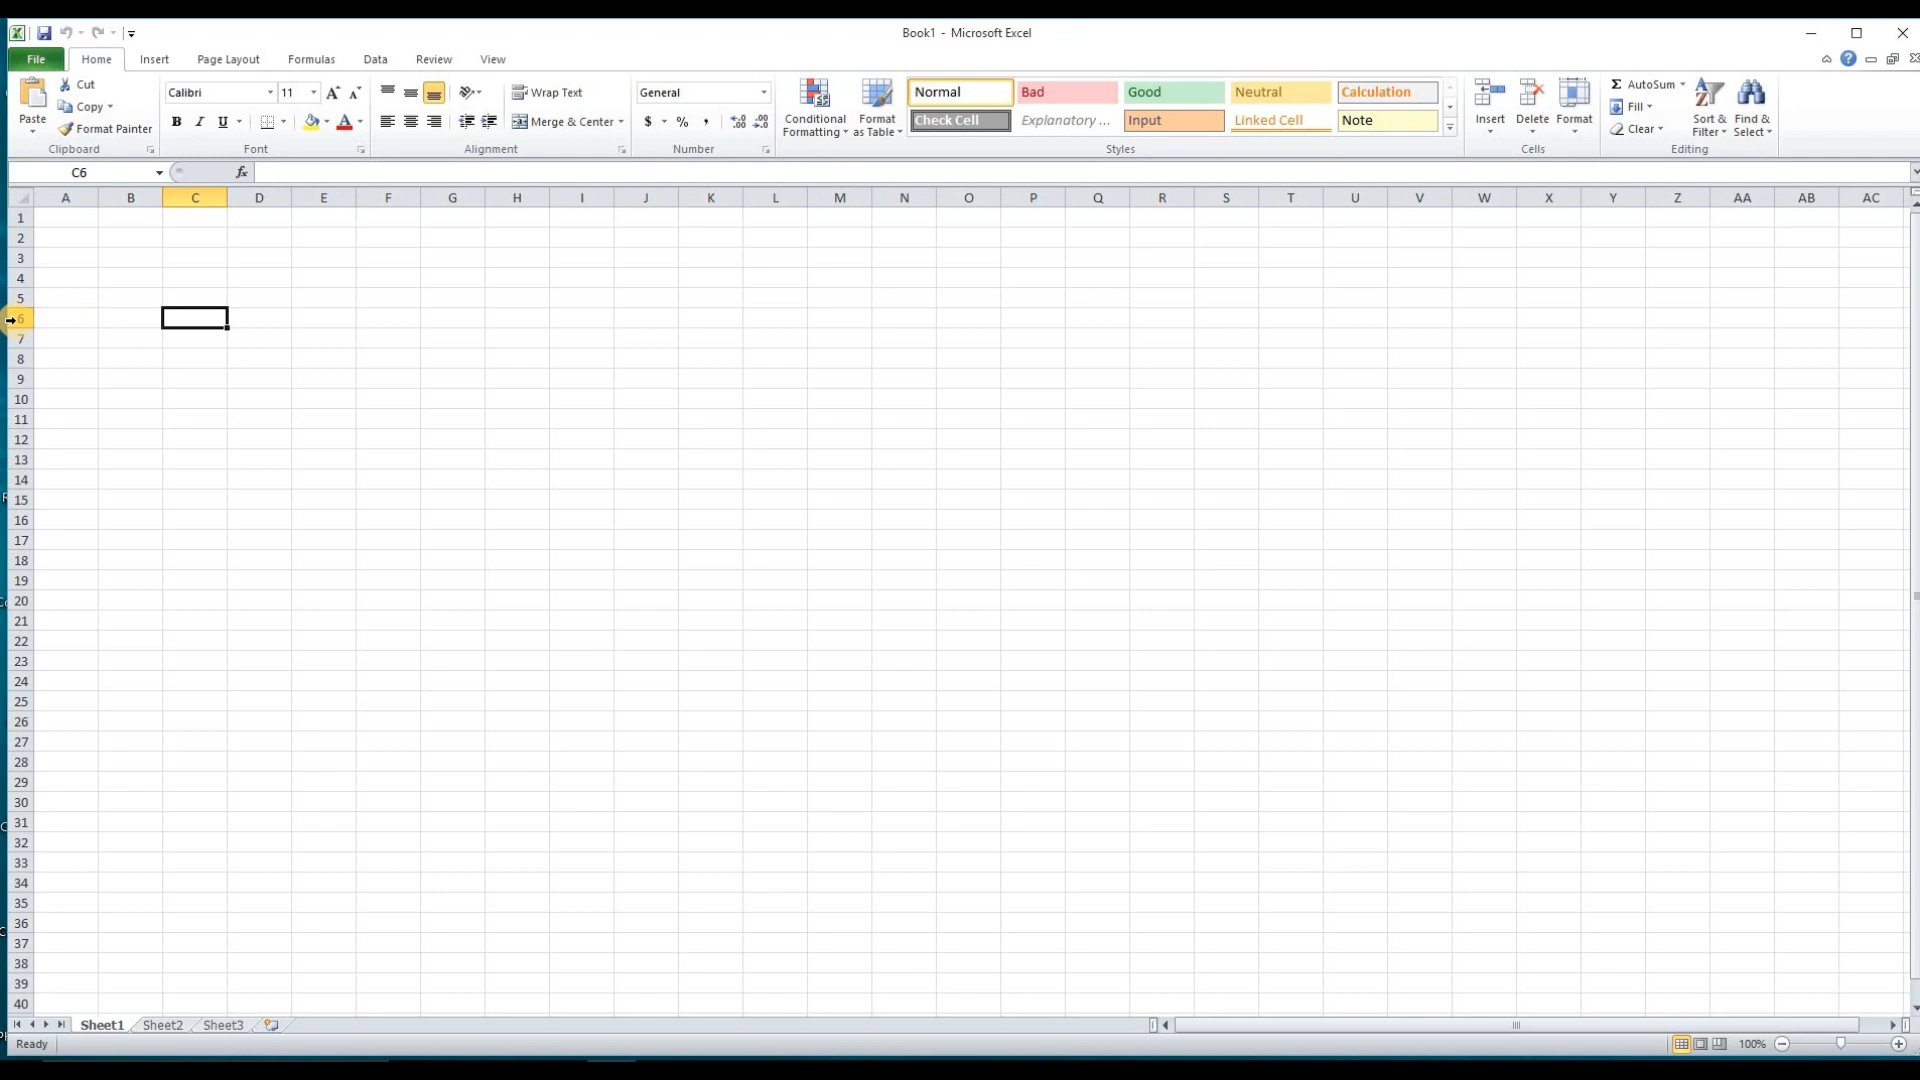 Book1 - Microsoft Excel
File Home Insert Page Layout Formulas Data Review View
Paste
Cut
Copy
Format Painter
Clipboard
Calibri 11
B I U A
Font
Wrap Text
Merge & Center
Alignment
General
$ % ,
Number
Conditional
Formatting
Format
as Table
Normal Bad Good Neutral Calculation
Check Cell Explanatory ... Input Linked Cell Note
Styles
Insert Delete Format
Cells
Σ AutoSum
Fill
Clear
Sort &
Filter
Find &
Select
Editing
C6 fx
A B C D E F G H I J K L M N O P Q R S T U V W X Y Z AA AB AC
1
2
3
4
5
6
7
8
9
10
11
12
13
14
15
16
17
18
19
20
21
22
23
24
25
26
27
28
29
30
31
32
33
34
35
36
37
38
39
40
Sheet1 Sheet2 Sheet3
Ready 100%